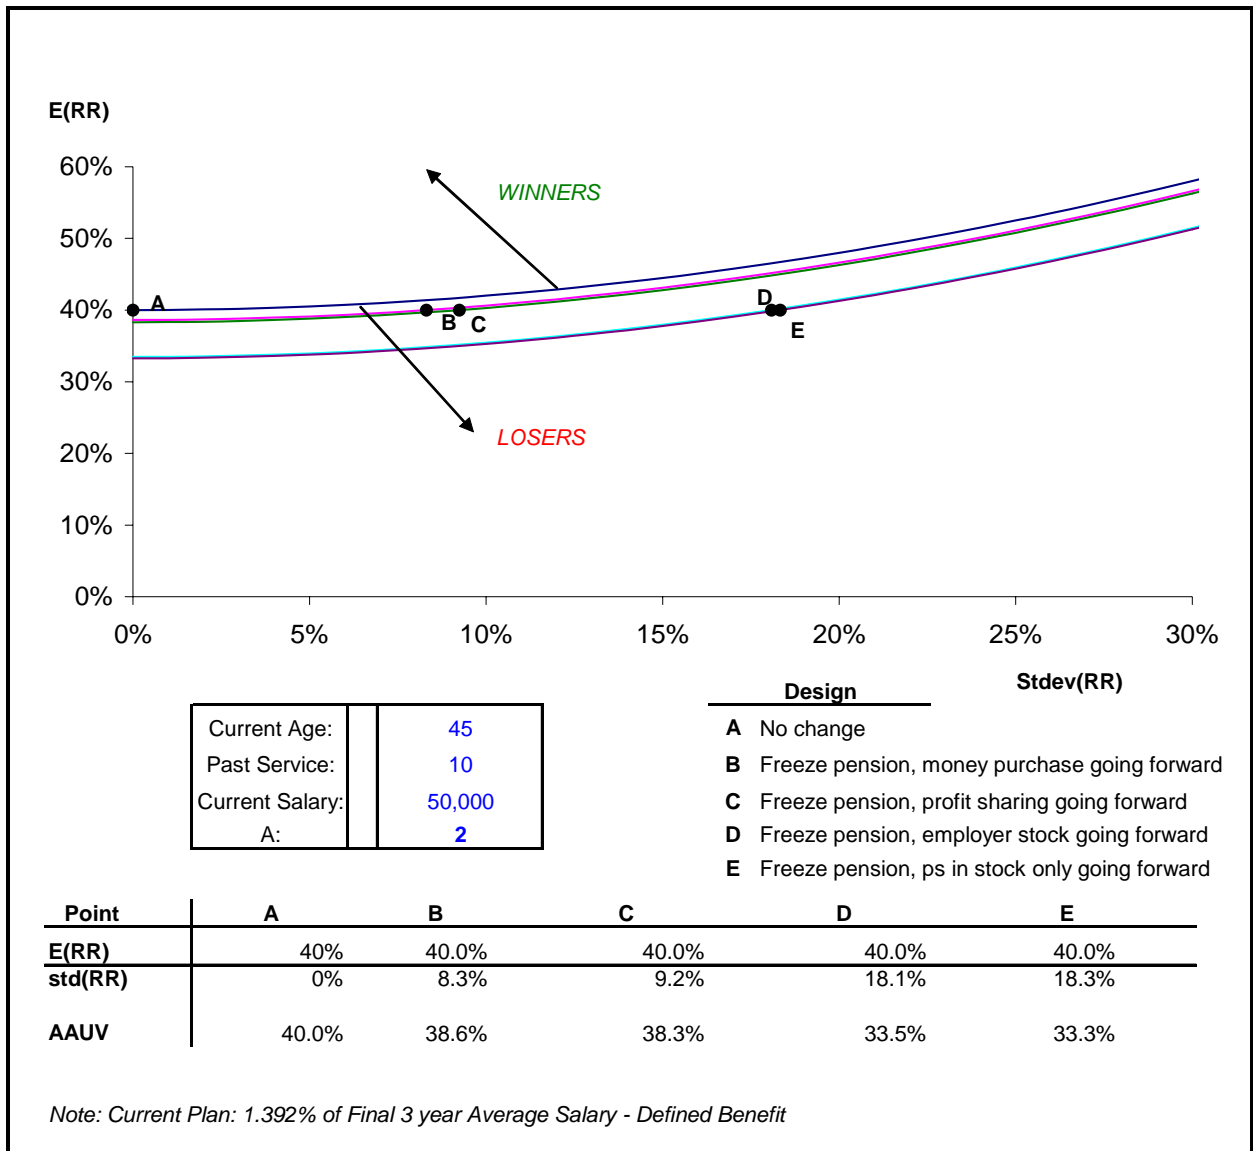 E(RR)
60%
WINNERS
50%
40%
A
B
C
D
E
30%
LOSERS
20%
10%
0%
0% 5% 10% 15% 20% 25% 30%
Stdev(RR)
Current Age: 45
Past Service: 10
Current Salary: 50,000
A: 2
Design
A No change
B Freeze pension, money purchase going forward
C Freeze pension, profit sharing going forward
D Freeze pension, employer stock going forward
E Freeze pension, ps in stock only going forward
Point A B C D E
E(RR) 40% 40.0% 40.0% 40.0% 40.0%
std(RR) 0% 8.3% 9.2% 18.1% 18.3%
AAUV 40.0% 38.6% 38.3% 33.5% 33.3%
Note: Current Plan: 1.392% of Final 3 year Average Salary - Defined Benefit